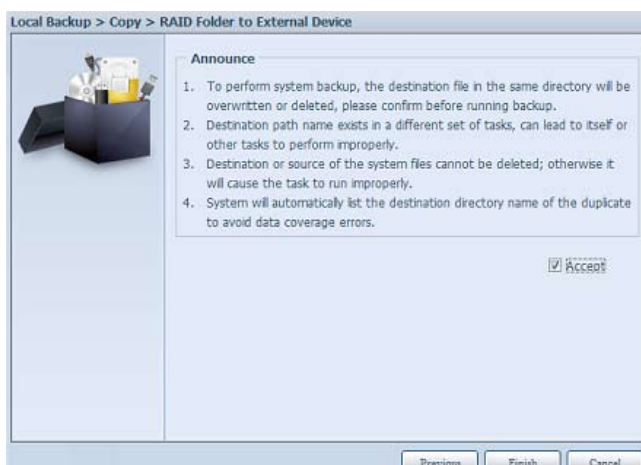 Local Backup > Copy > RAID Folder to External Device
Announce
1. To perform system backup, the destination file in the same directory will be
overwritten or deleted, please confirm before running backup.
2. Destination path name exists in a different set of tasks, can lead to itself or
other tasks to perform improperly.
3. Destination or source of the system files cannot be deleted; otherwise it
will cause the task to run improperly.
4. System will automatically list the destination directory name of the duplicate
to avoid data coverage errors.
Accept
Previous Finish Cancel